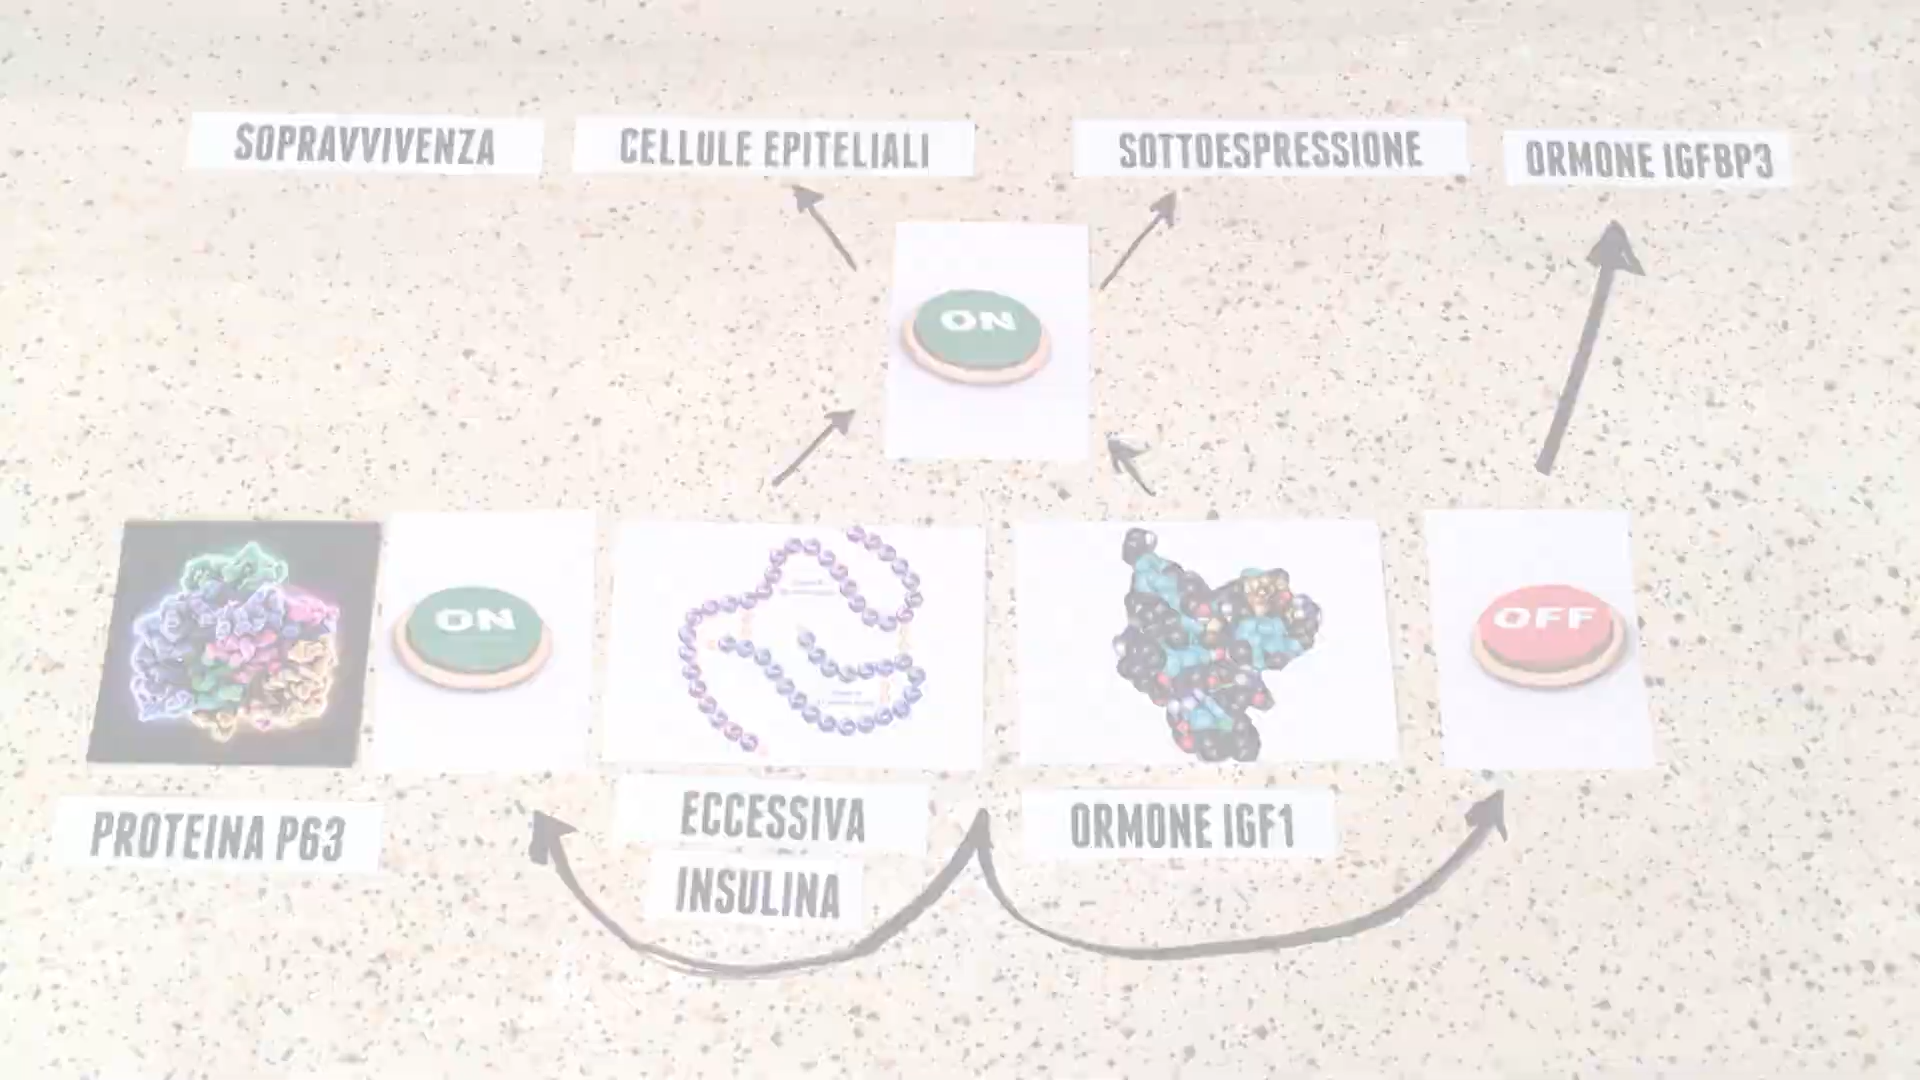 SOPRAVVIVENZA
CELLULE EPITELIALI
SOTTOESPRESSIONE
ORMONE IGFBP3
ON
ON
OFF
PROTEINA P63
ECCESSIVA
INSULINA
ORMONE IGF1